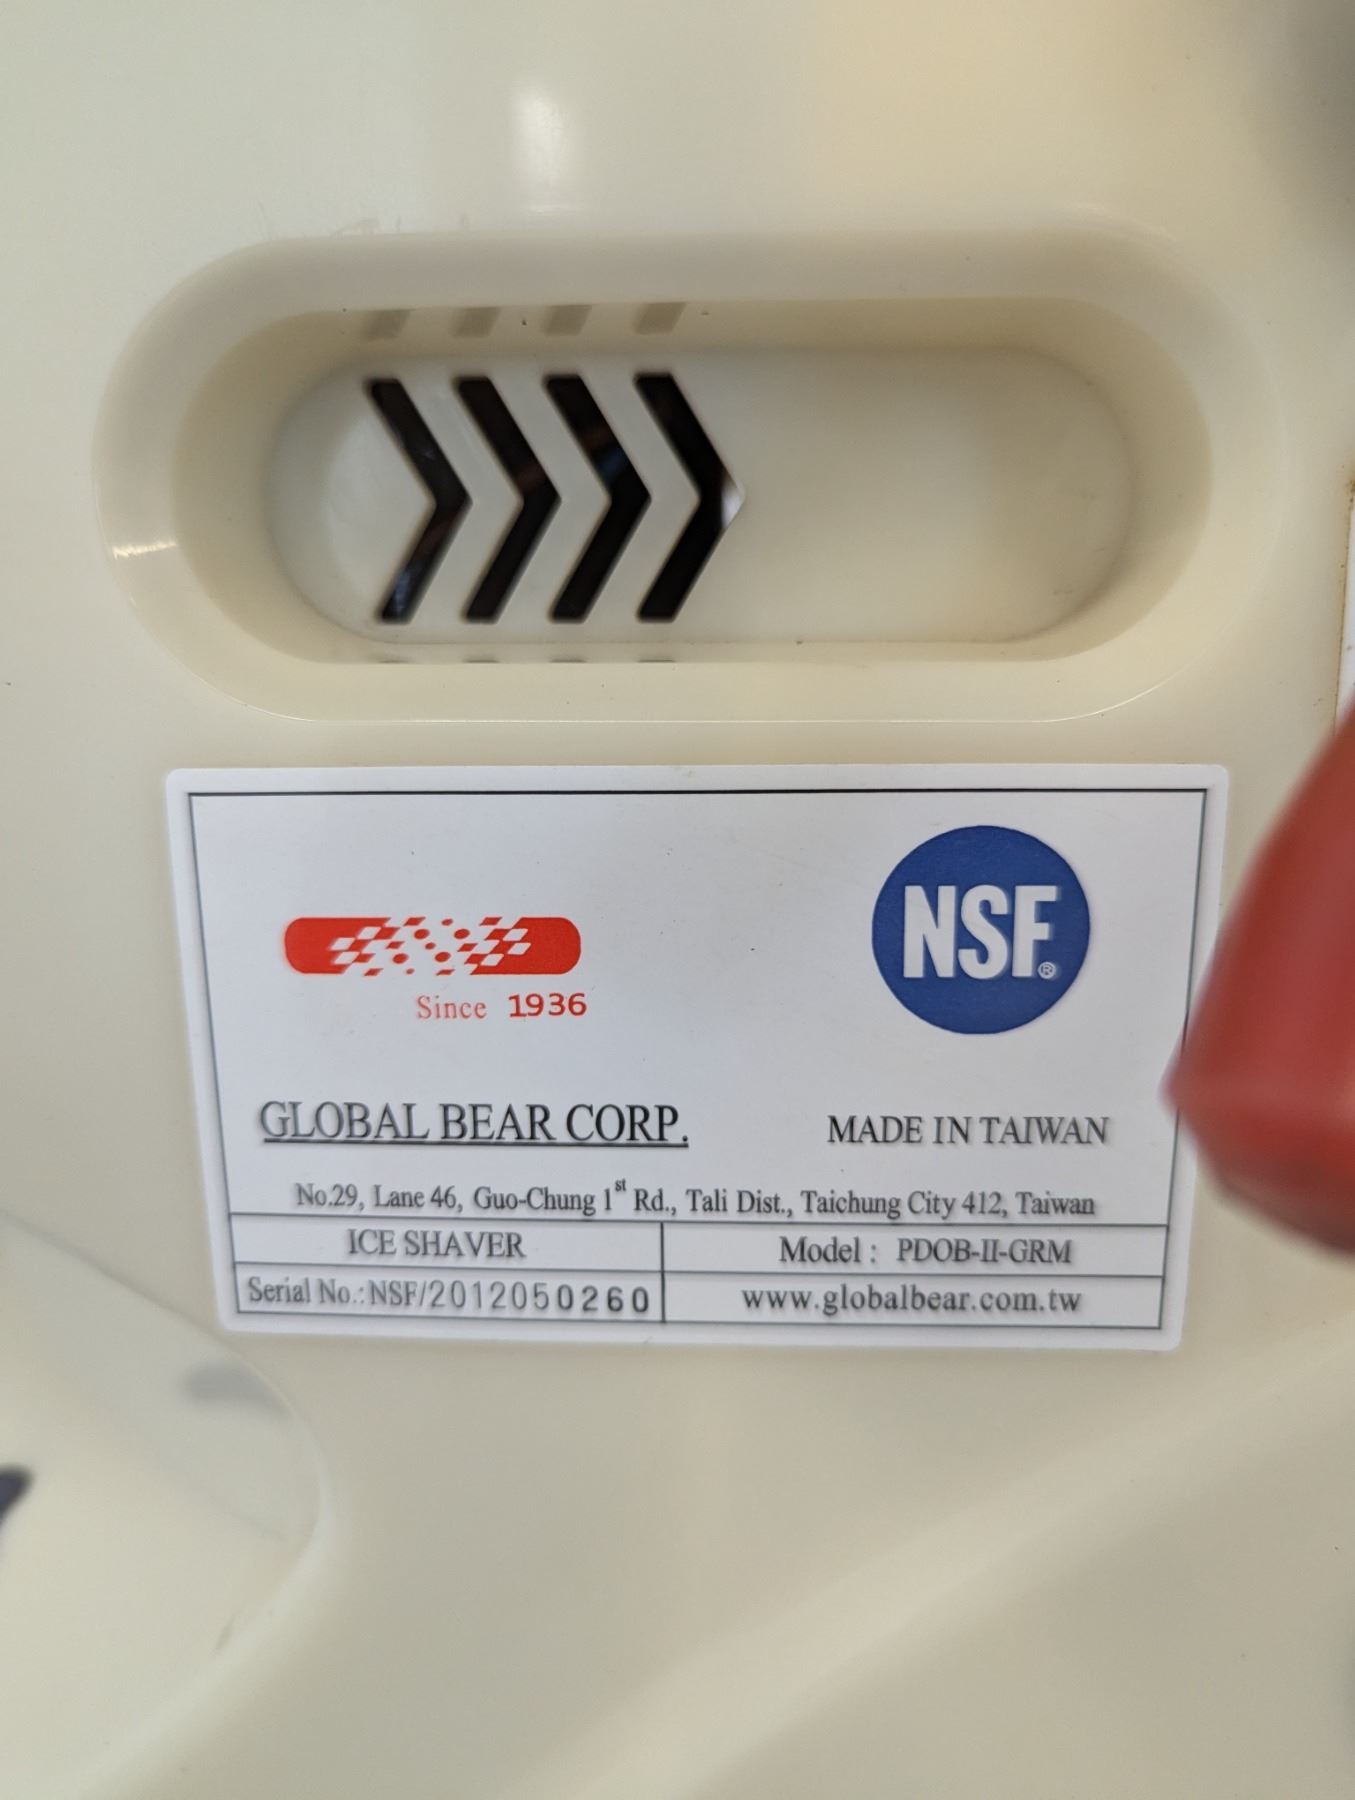 NSF®
Since 1936
GLOBAL BEAR CORP.
MADE IN TAIWAN
No.29, Lane 46, Guo-Chung 1st Rd., Tali Dist., Taichung City 412, Taiwan
ICE SHAVER
Model : PDOB-II-GRM
Serial No.:NSF/2012050260
www.globalbear.com.tw